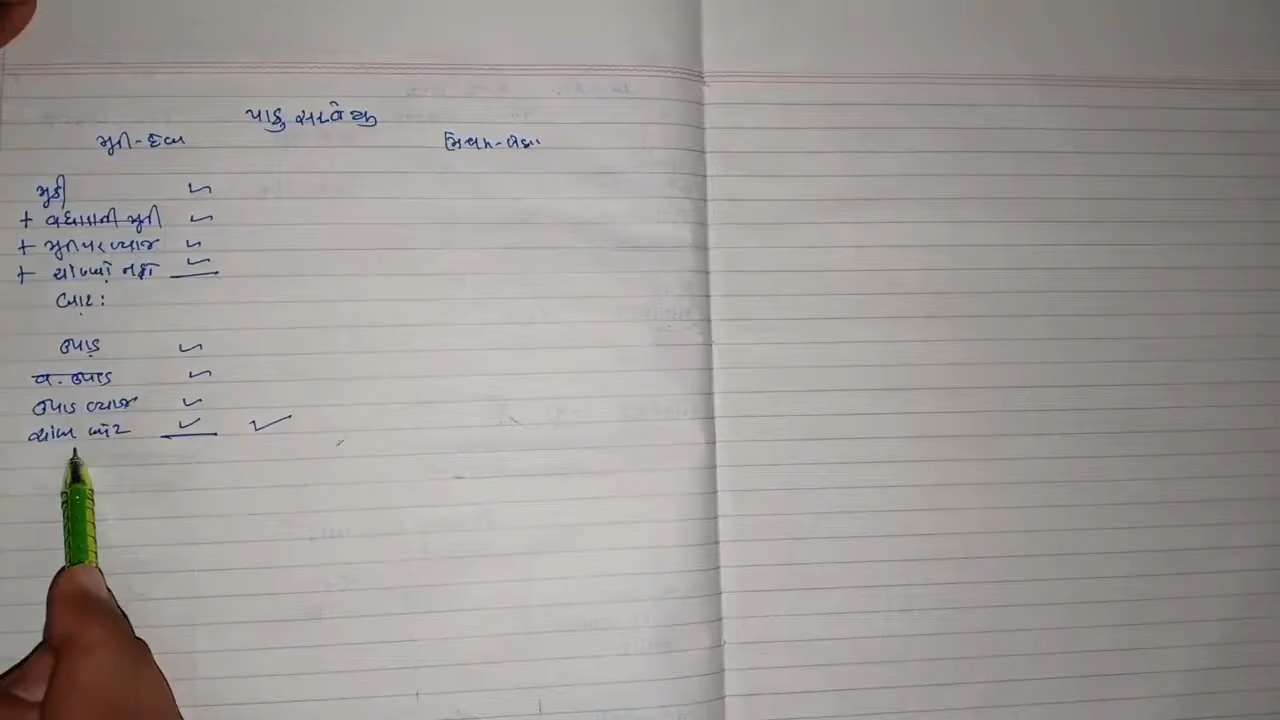 પાકુ સરવૈયુ
મૂડી-દેવા મિલકત-લેણા
મૂડી
+ વધારાની મૂડી
+ મૂડી પર વ્યાજ
+ ચોખ્ખો નફો
બાદ :
ઉપાડ
વ. ઉપાડ
ઉપાડ વ્યાજ
ચોખ્ખી ખોટ